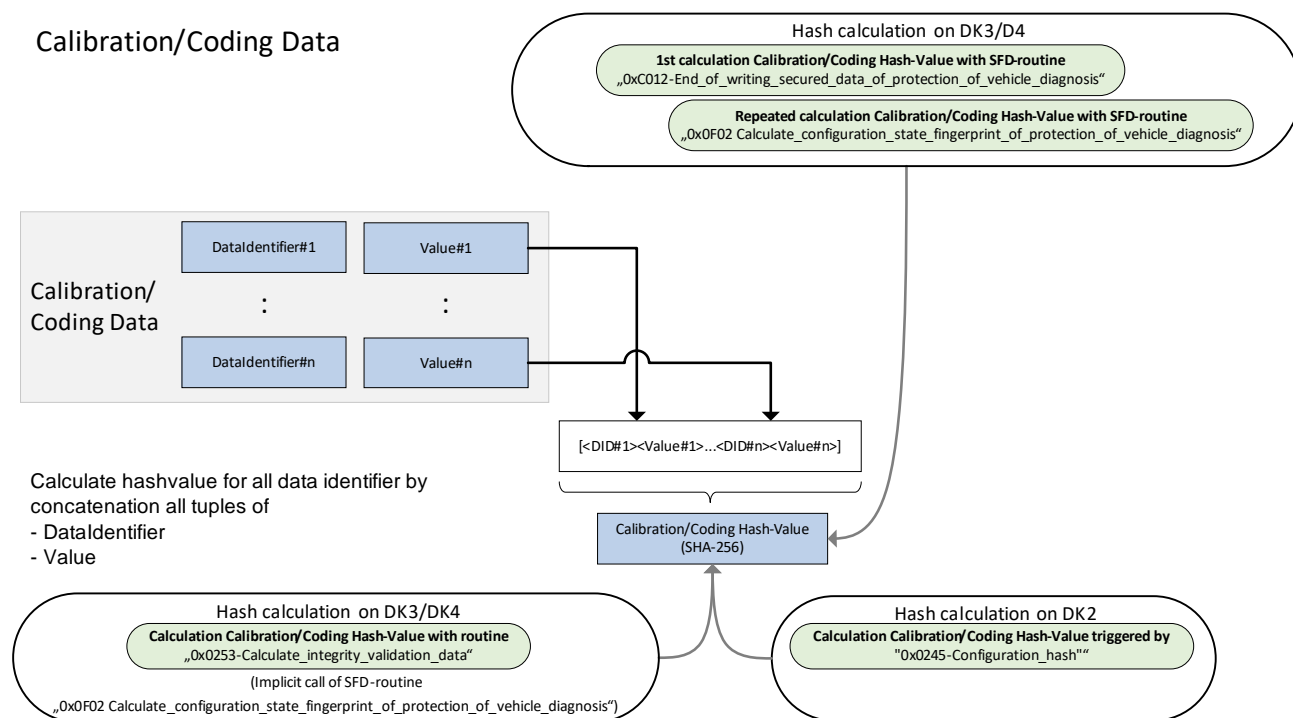 Calibration/Coding Data
Hash calculation on DK3/D4
1st calculation Calibration/Coding Hash-Value with SFD-routine
„0xC012-End_of_writing_secured_data_of_protection_of_vehicle_diagnosis“
Repeated calculation Calibration/Coding Hash-Value with SFD-routine
„0x0F02 Calculate_configuration_state_fingerprint_of_protection_of_vehicle_diagnosis“
Calibration/
Coding Data
DataIdentifier#1
Value#1
:
:
DataIdentifier#n
Value#n
[<DID#1><Value#1>...<DID#n><Value#n>]
Calculate hashvalue for all data identifier by
concatenation all tuples of
- DataIdentifier
- Value
Calibration/Coding Hash-Value
(SHA-256)
Hash calculation on DK3/DK4
Calculation Calibration/Coding Hash-Value with routine
„0x0253-Calculate_integrity_validation_data“
(Implicit call of SFD-routine
„0x0F02 Calculate_configuration_state_fingerprint_of_protection_of_vehicle_diagnosis“)
Hash calculation on DK2
Calculation Calibration/Coding Hash-Value triggered by
"0x0245-Configuration_hash"“